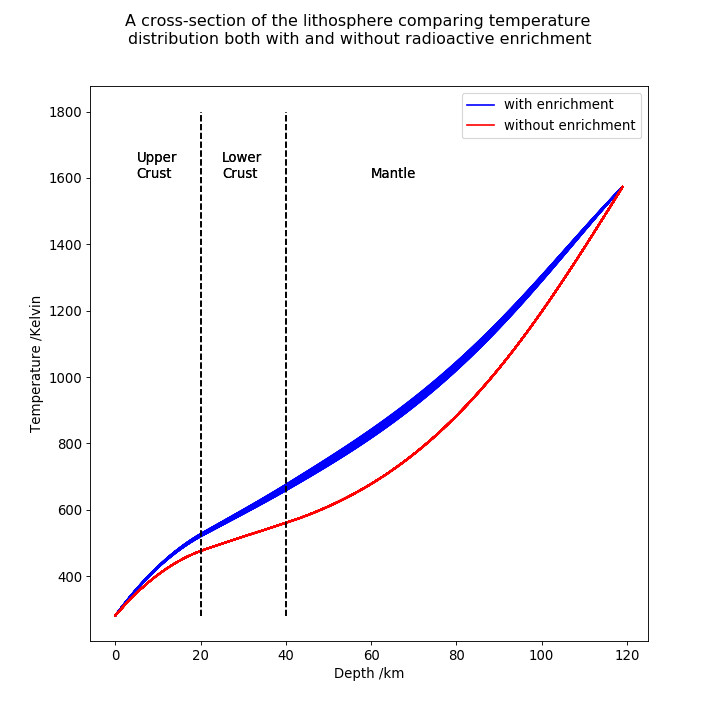 A cross-section of the lithosphere comparing temperature
distribution both with and without radioactive enrichment
with enrichment
without enrichment
Upper
Crust
Lower
Crust
Mantle
1800
1600
1400
1200
1000
800
600
400
Temperature /Kelvin
0
20
40
60
80
100
120
Depth /km